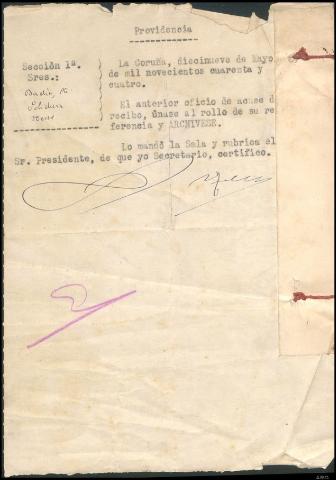 Providencia
Sección 1ª.
Sres.:
La Coruña, diecinueve de Mayo
de mil novecientos cuarenta y
cuatro.
El anterior oficio de acuse d
recibo, únase al rollo de su re
ferencia y ARCHIVESE.
Lo mandó la Sala y rubrica el
Sr. Presidente, de que yo Secretario, certifico.